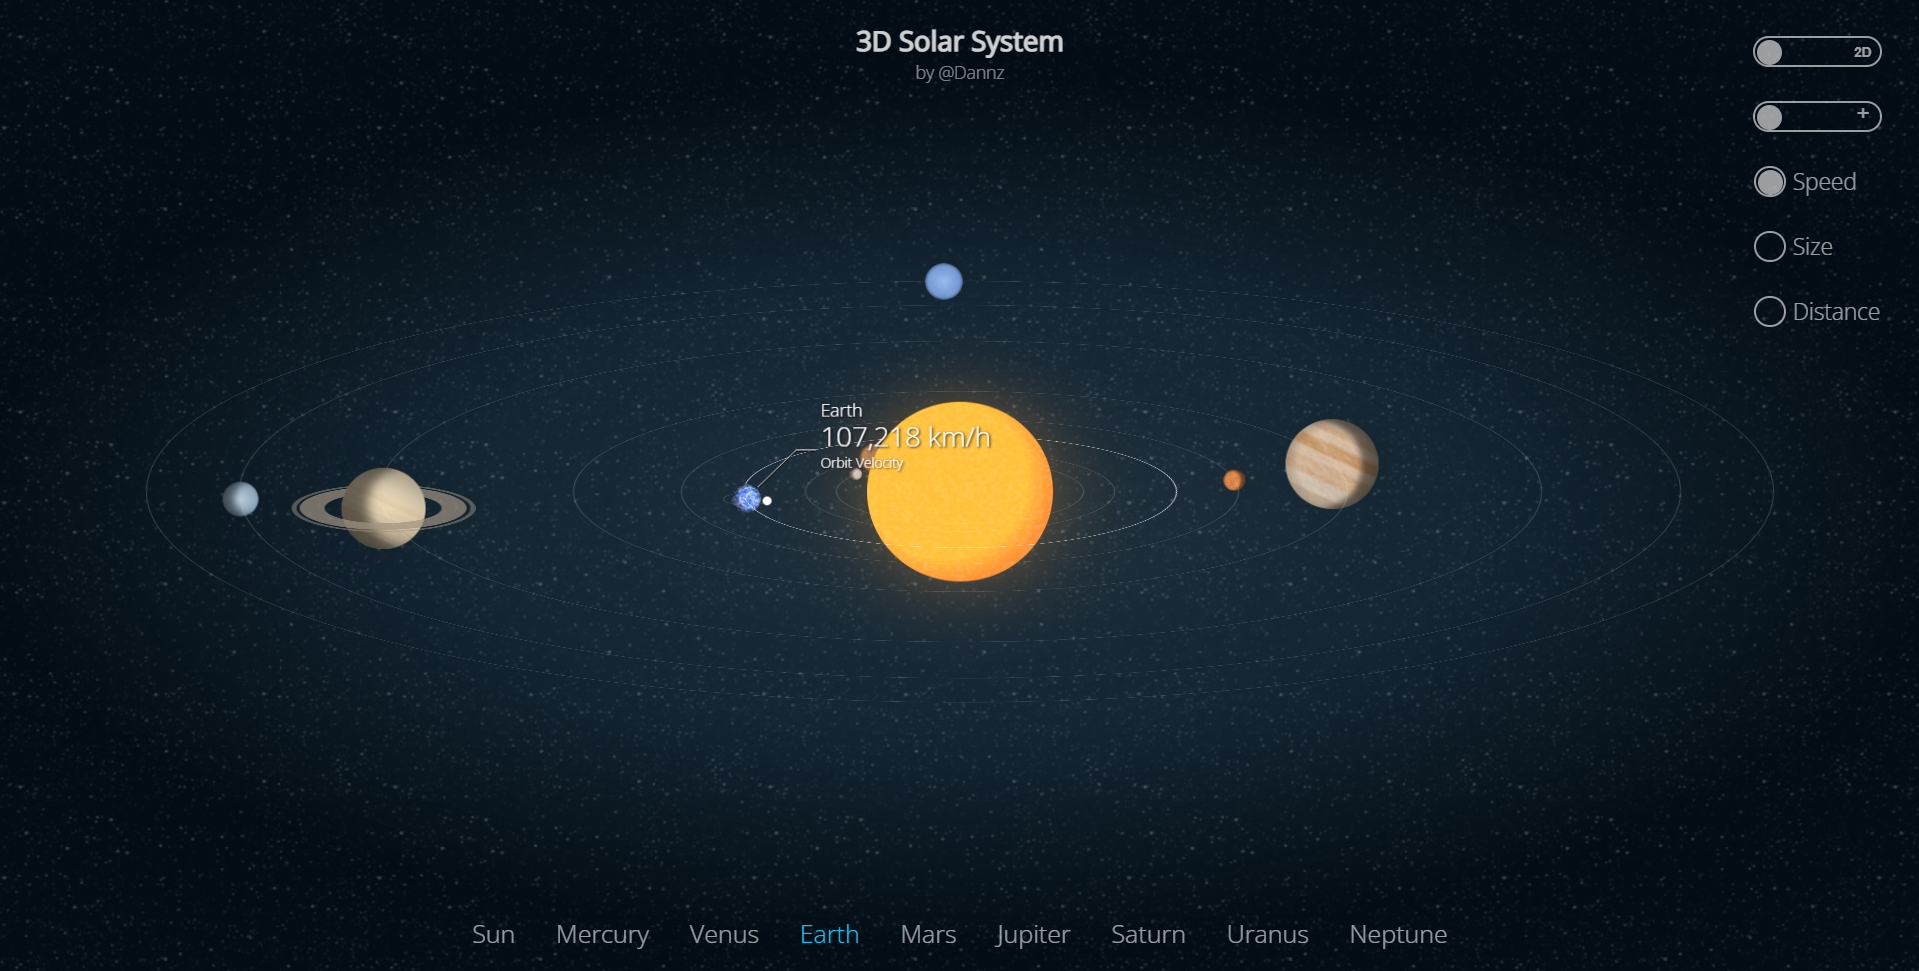 3D Solar System
by @Dannz
2D
+
Speed
Size
Distance
Earth
107,218 km/h
Orbit Velocity
Sun Mercury Venus Earth Mars Jupiter Saturn Uranus Neptune